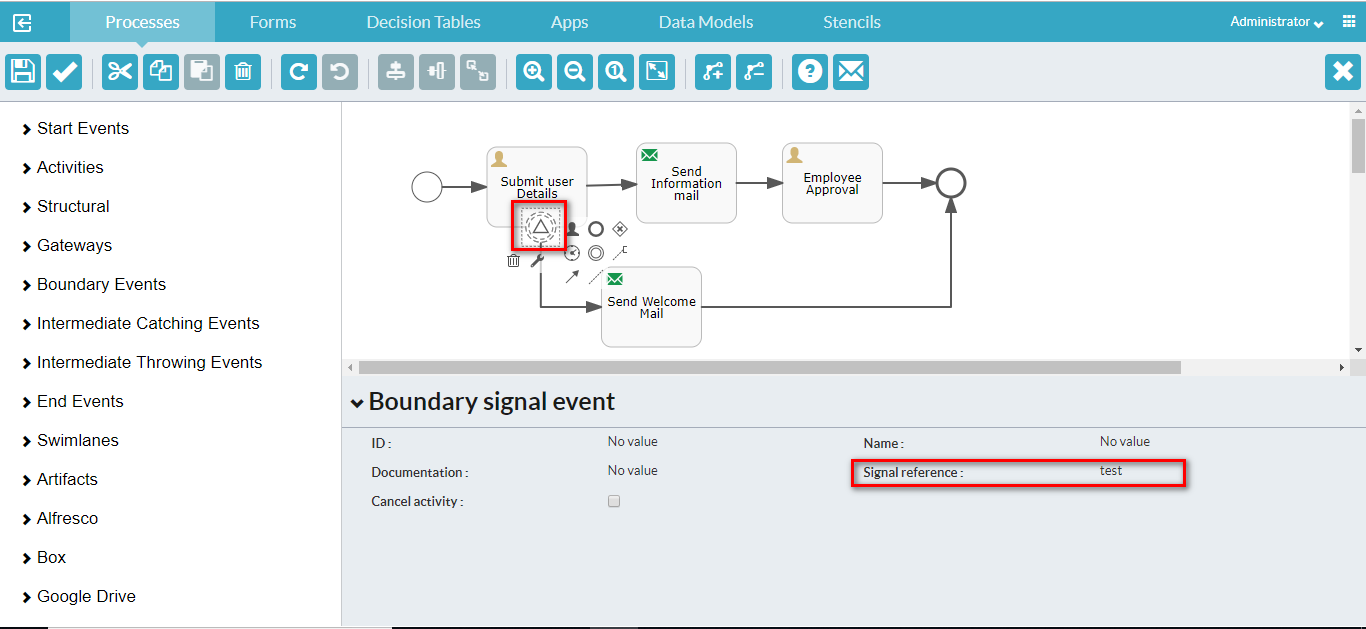 Processes
Forms
Decision Tables
Apps
Data Models
Stencils
Administrator
Start Events
Activities
Structural
Gateways
Boundary Events
Intermediate Catching Events
Intermediate Throwing Events
End Events
Swimlanes
Artifacts
Alfresco
Box
Google Drive
Submit user
Details
Send
Information
mail
Employee
Approval
Send Welcome
Mail
Boundary signal event
ID : No value
Name : No value
Documentation : No value
Signal reference : test
Cancel activity :